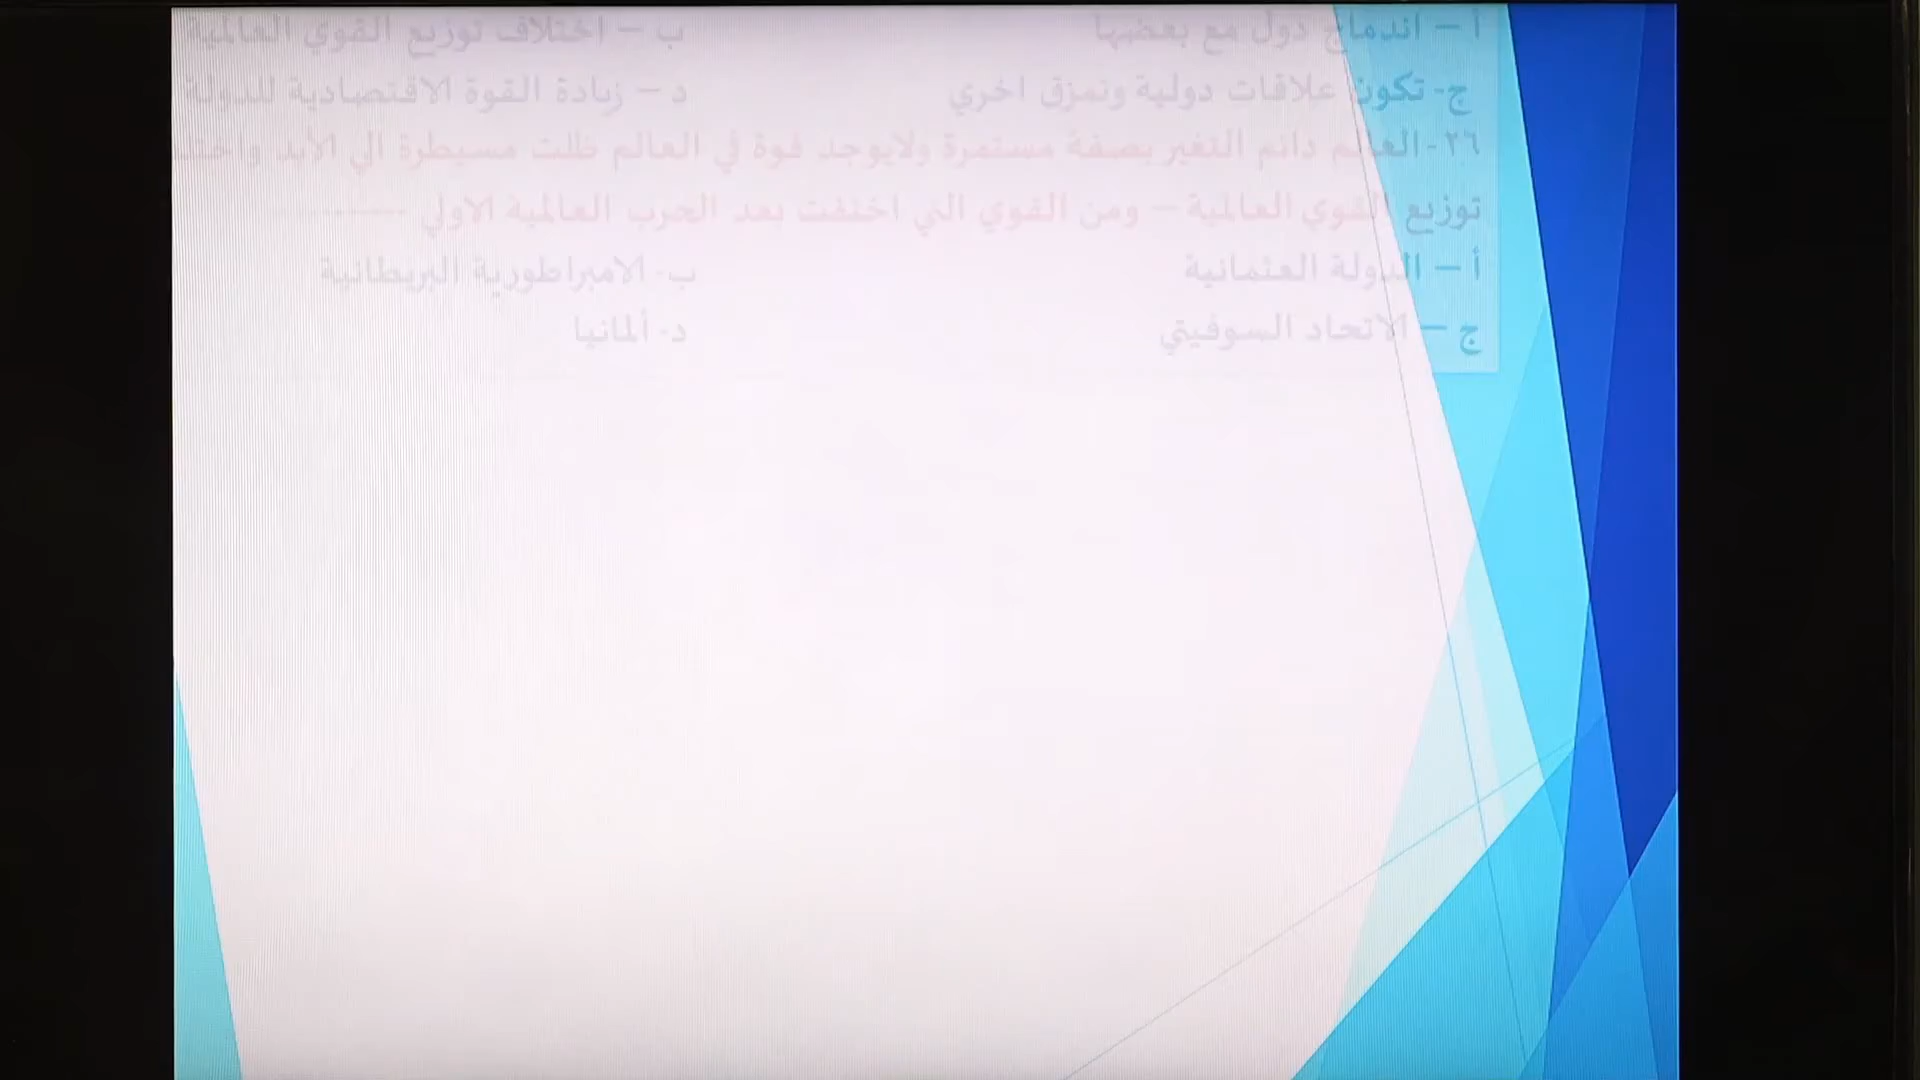 أ – اندماج دول مع بعضها ب – اختلاف توزيع القوي العالمية
ج- تكون علاقات دولية وتمزق اخري د – زيادة القوة الاقتصادية للدولة
٢٦-العالم دائم التغير بصفة مستمرة ولايوجد قوة في العالم ظلت مسيطرة الي الأبد
توزيع القوي العالمية – ومن القوي التي اختفت بعد الحرب العالمية الاولي ---------
أ – الدولة العثمانية ب- الامبراطورية البريطانية
ج – الاتحاد السوفيتي د- ألمانيا